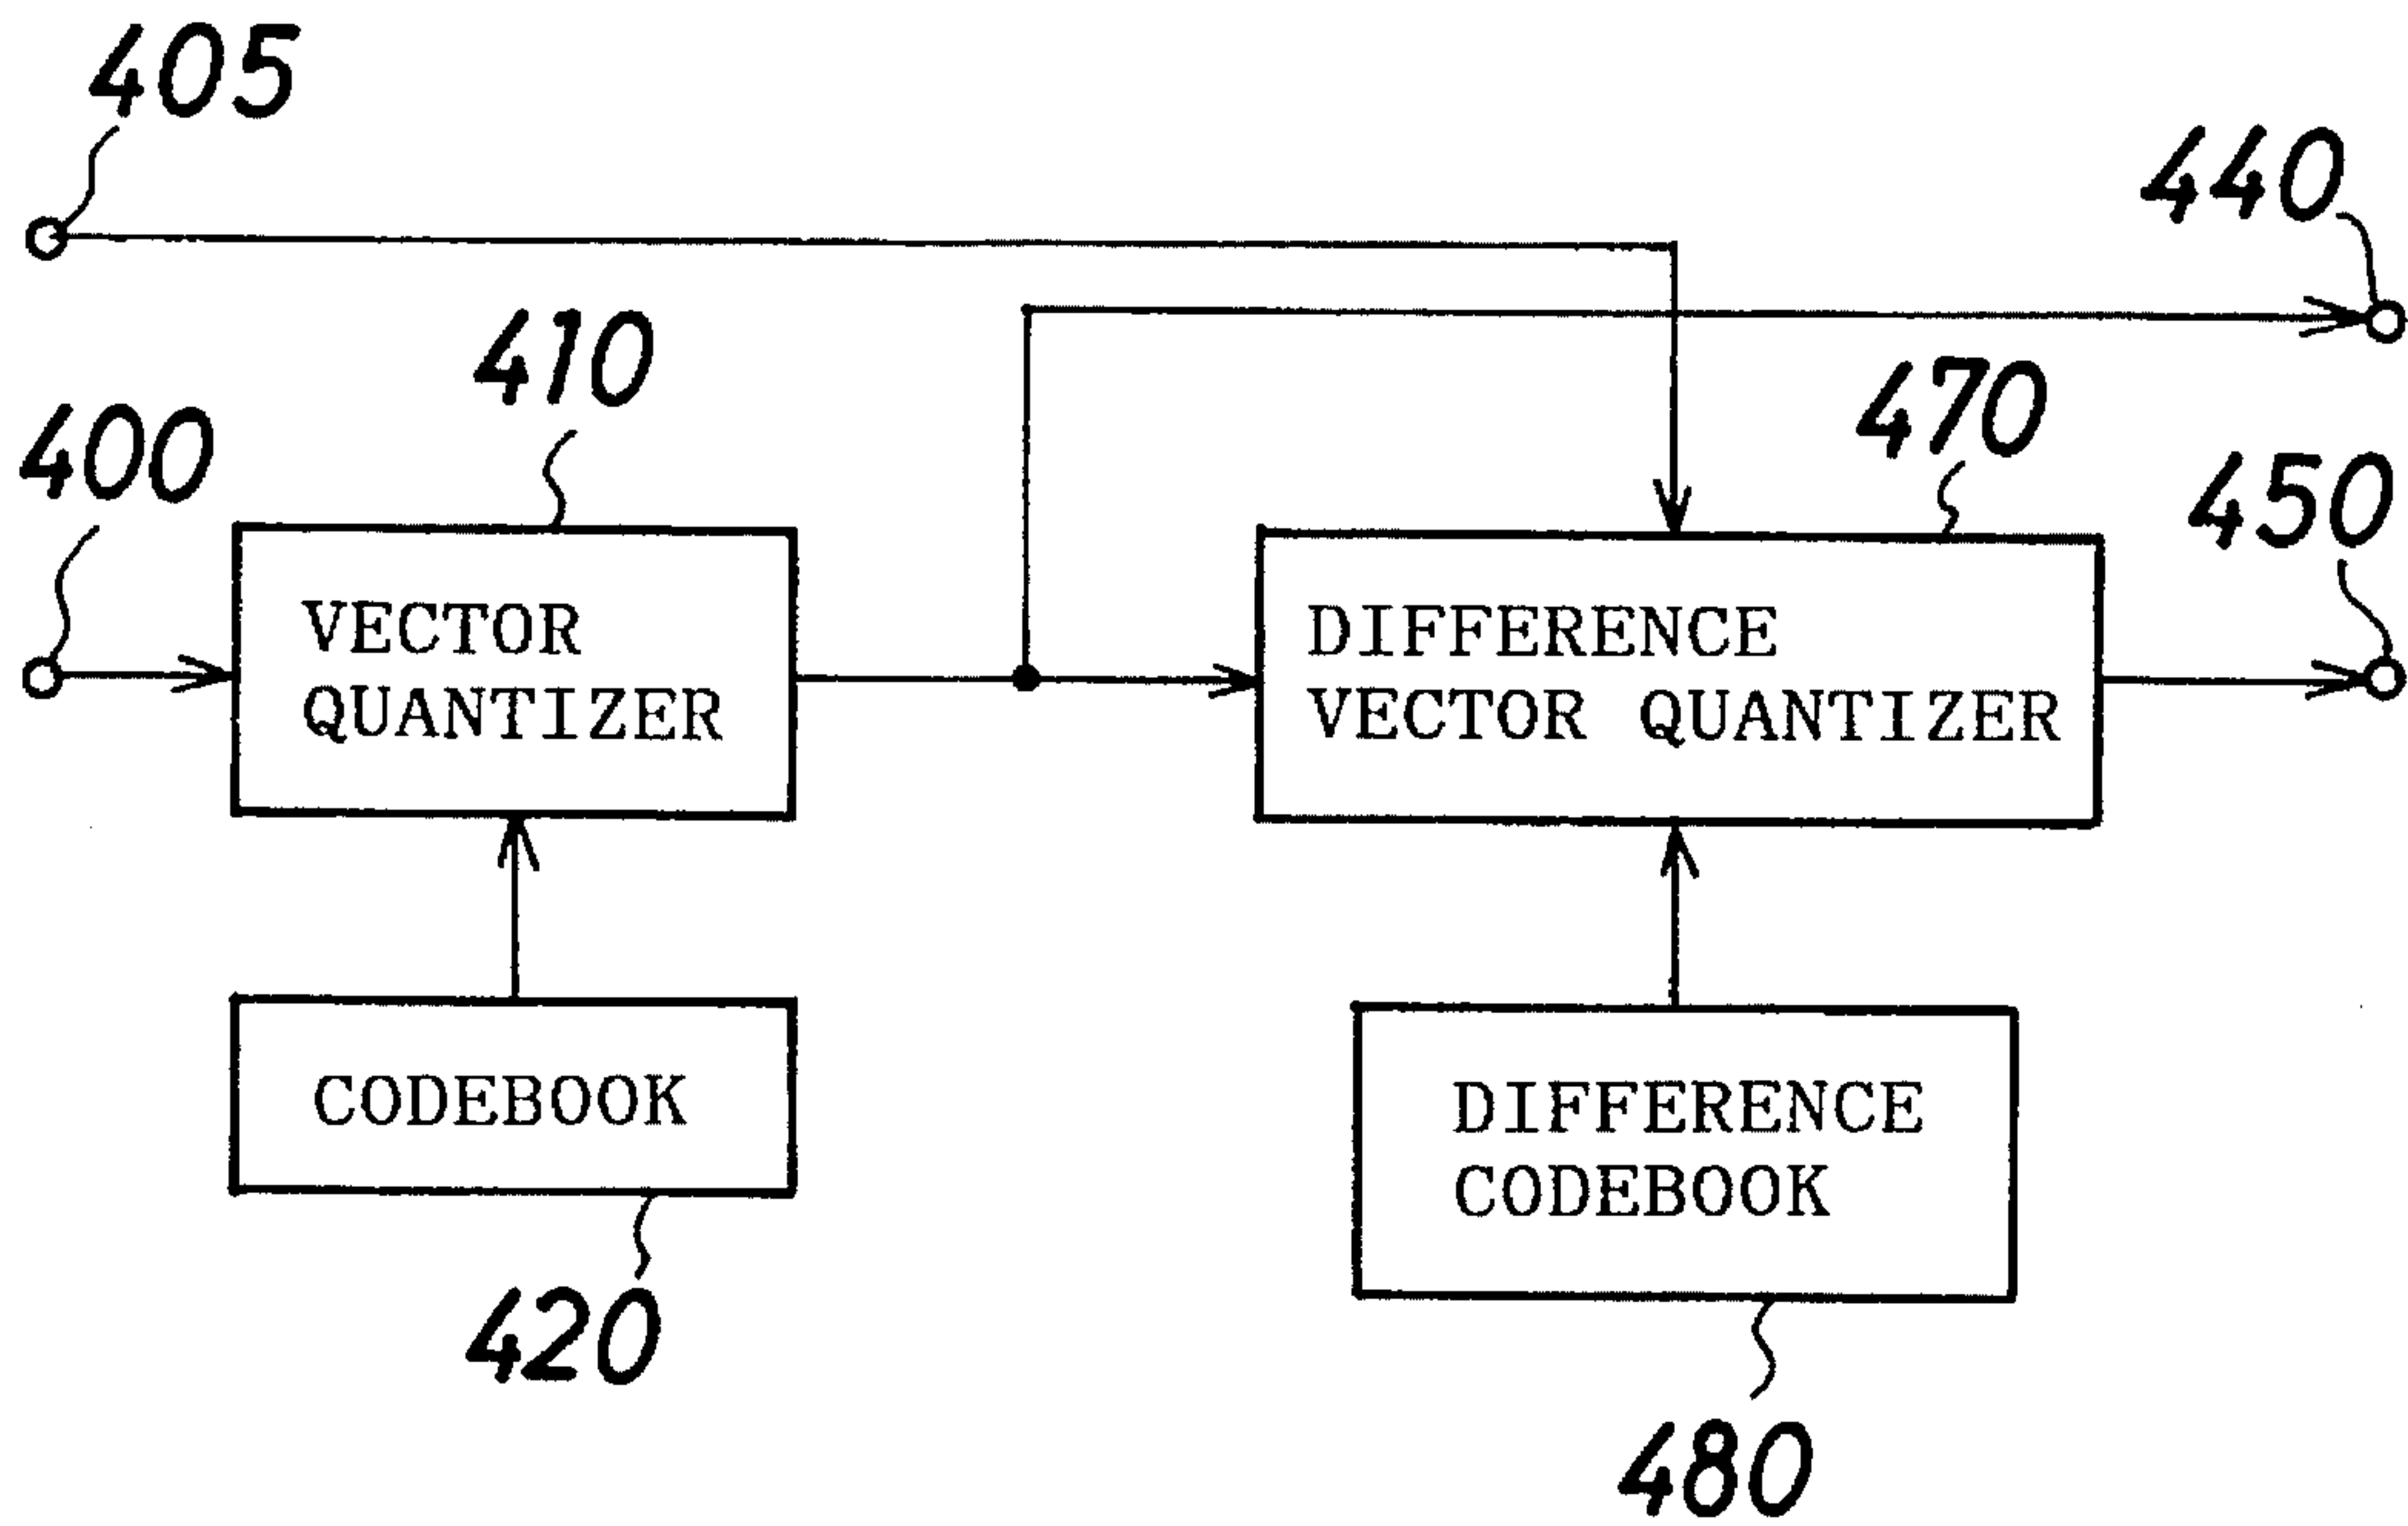 405
440
410
470
400
450
VECTOR
QUANTIZER
DIFFERENCE
VECTOR QUANTIZER
CODEBOOK
DIFFERENCE
CODEBOOK
420
480